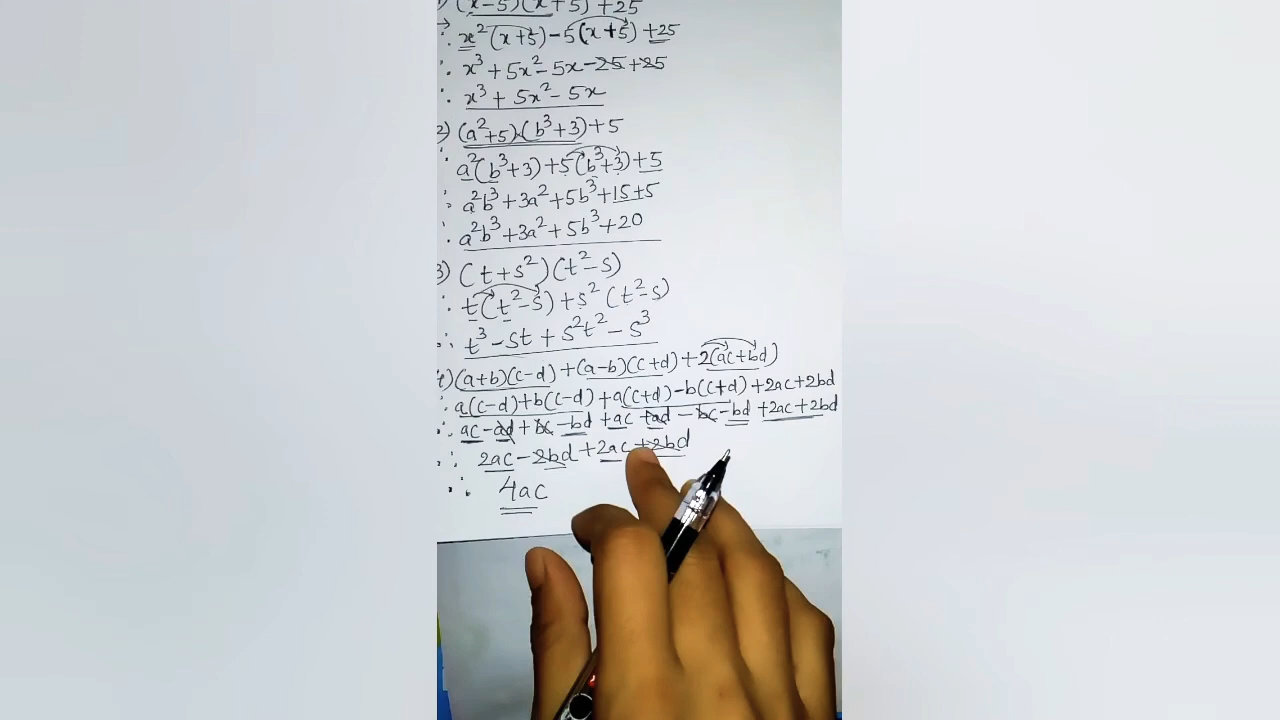 (x-5)(x+5)+25
∴ x²(x+5)-5(x+5)+25
∴ x³+5x²-5x-25+25
∴ x³+5x²-5x
2) (a²+5)(b³+3)+5
∴ a²(b³+3)+5(b³+3)+5
∴ a²b³+3a²+5b³+15+5
∴ a²b³+3a²+5b³+20
3) (t+s²)(t²-s)
∴ t(t²-s)+s²(t²-s)
∴ t³-st+s²t²-s³
4) (a+b)(c-d)+(a-b)(c+d)+2(ac+bd)
∴ a(c-d)+b(c-d)+a(c+d)-b(c+d)+2ac+2bd
∴ ac-ad+bc-bd+ac+ad-bc-bd+2ac+2bd
∴ 2ac-2bd+2ac+2bd
∴ 4ac